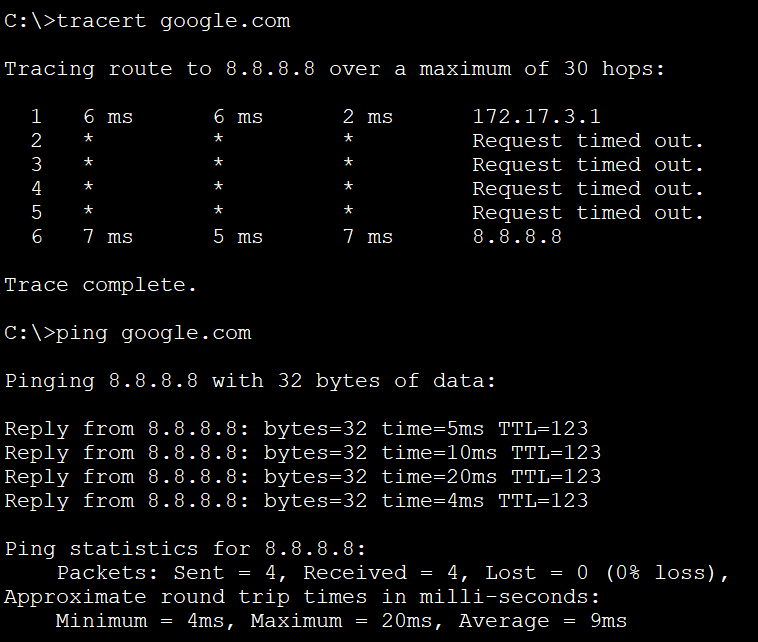 C:\>tracert google.com
Tracing route to 8.8.8.8 over a maximum of 30 hops:
1 6 ms 6 ms 2 ms 172.17.3.1
2 * * * Request timed out.
3 * * * Request timed out.
4 * * * Request timed out.
5 * * * Request timed out.
6 7 ms 5 ms 7 ms 8.8.8.8
Trace complete.
C:\>ping google.com
Pinging 8.8.8.8 with 32 bytes of data:
Reply from 8.8.8.8: bytes=32 time=5ms TTL=123
Reply from 8.8.8.8: bytes=32 time=10ms TTL=123
Reply from 8.8.8.8: bytes=32 time=20ms TTL=123
Reply from 8.8.8.8: bytes=32 time=4ms TTL=123
Ping statistics for 8.8.8.8:
Packets: Sent = 4, Received = 4, Lost = 0 (0% loss),
Approximate round trip times in milli-seconds:
Minimum = 4ms, Maximum = 20ms, Average = 9ms